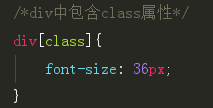 /*div中包含class属性*/
div[class]{
font-size: 36px;
}